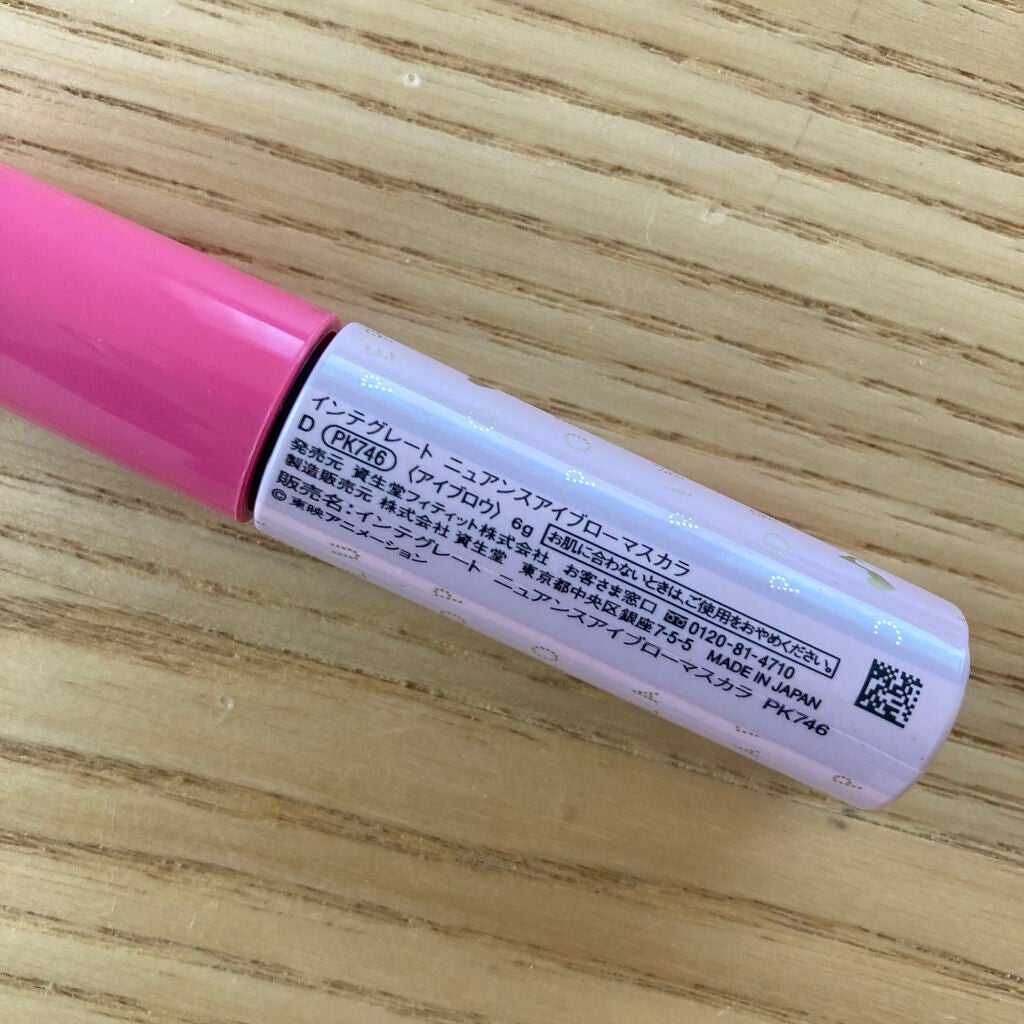 インテグレート ニュアンスアイブローマスカラ
D PK746 〈アイブロウ〉 6g お肌に合わないときは、ご使用をおやめください。
発売元 資生堂フィティット株式会社 お客さま窓口 0120-81-4710
製造販売元 株式会社 資生堂 東京都中央区銀座7-5-5 MADE IN JAPAN
販売名:インテグレート ニュアンスアイブローマスカラ PK746
©東映アニメーション